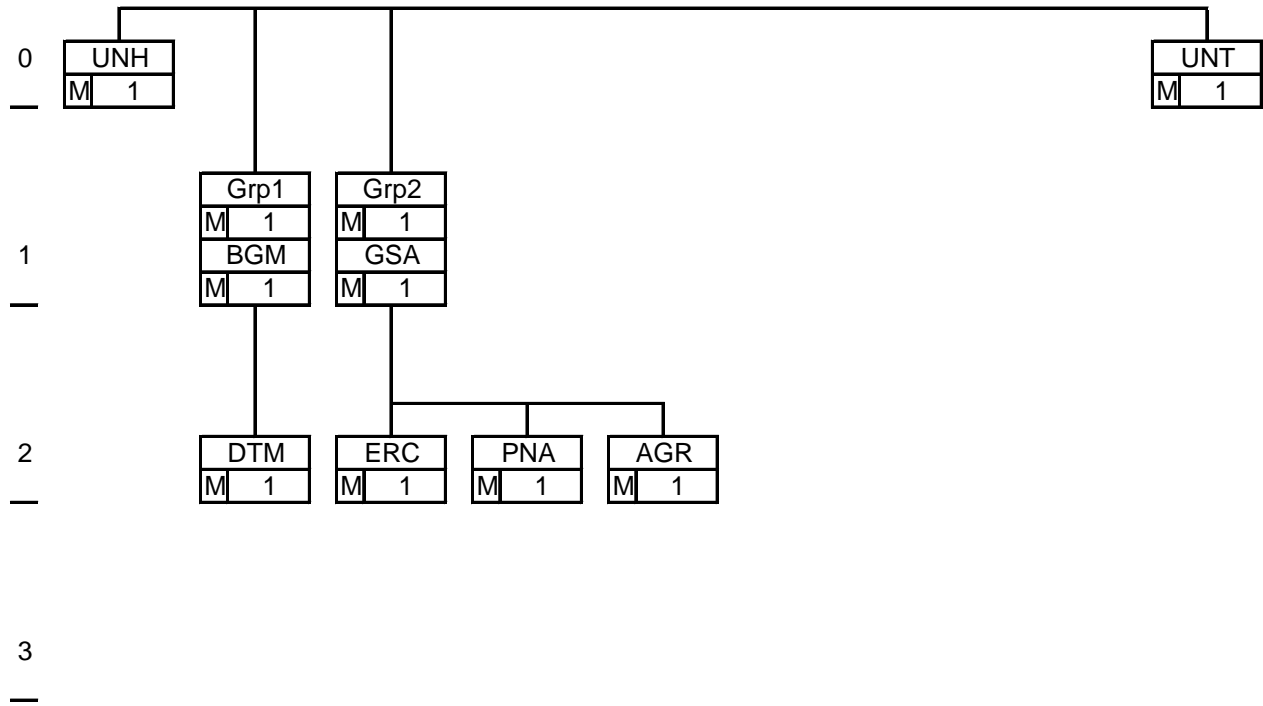 0 UNH UNT
M 1 M 1
Grp1 Grp2
M 1 M 1
1 BGM GSA
M 1 M 1
2 DTM ERC PNA AGR
M 1 M 1 M 1 M 1
3